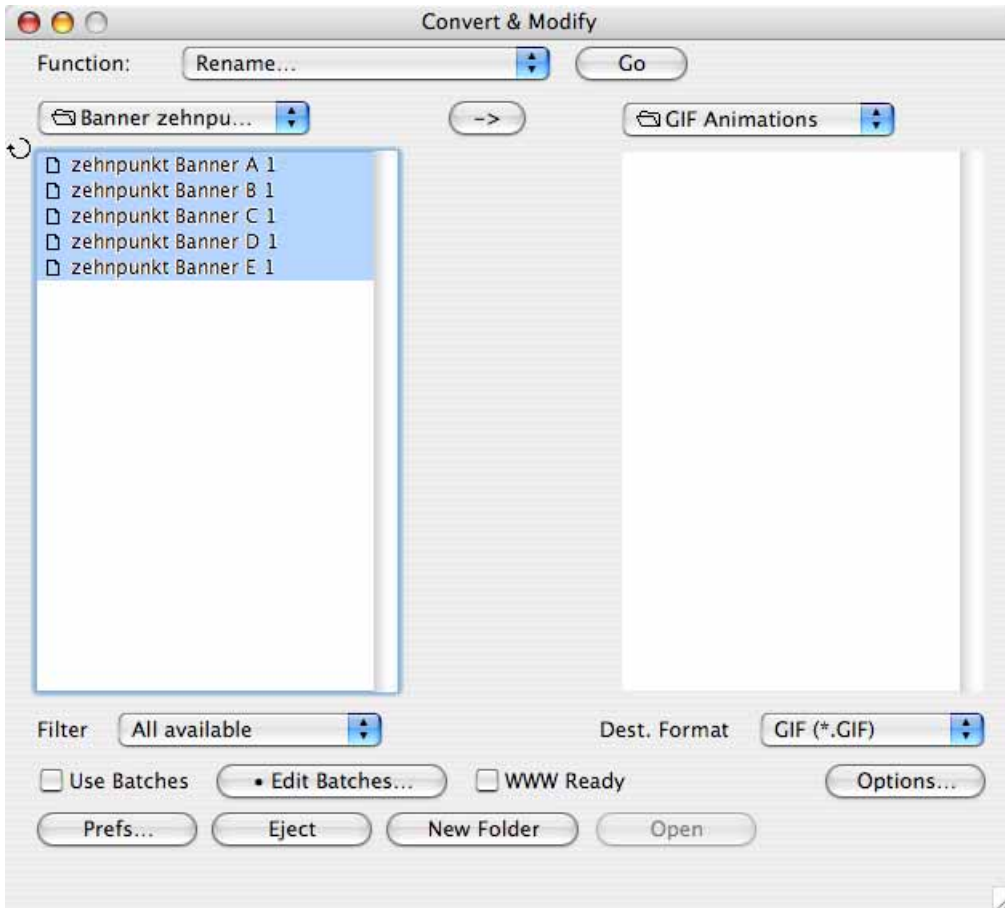 Convert & Modify
Function: Rename... Go
Banner zehnpu... -> GIF Animations
zehnpunkt Banner A 1
zehnpunkt Banner B 1
zehnpunkt Banner C 1
zehnpunkt Banner D 1
zehnpunkt Banner E 1
Filter All available Dest. Format GIF (*.GIF)
Use Batches • Edit Batches... WWW Ready Options...
Prefs... Eject New Folder Open